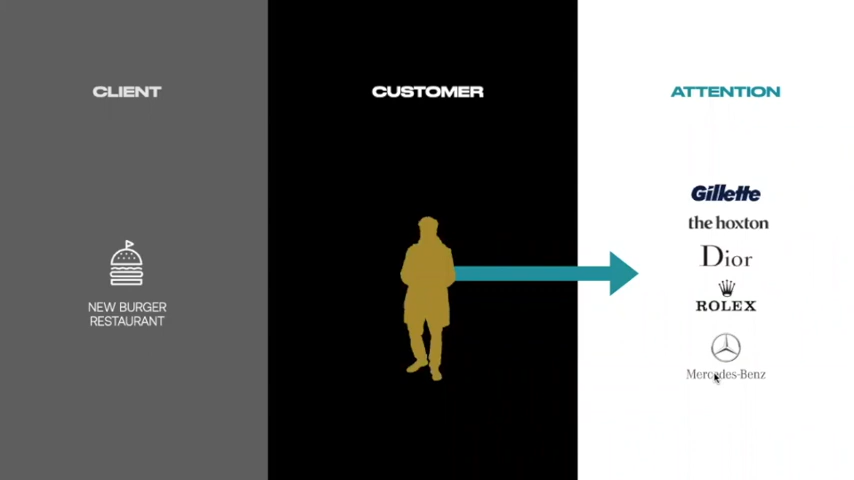 CLIENT
CUSTOMER
ATTENTION
Gillette
the hoxton
Dior
ROLEX
Mercedes-Benz
NEW BURGER
RESTAURANT